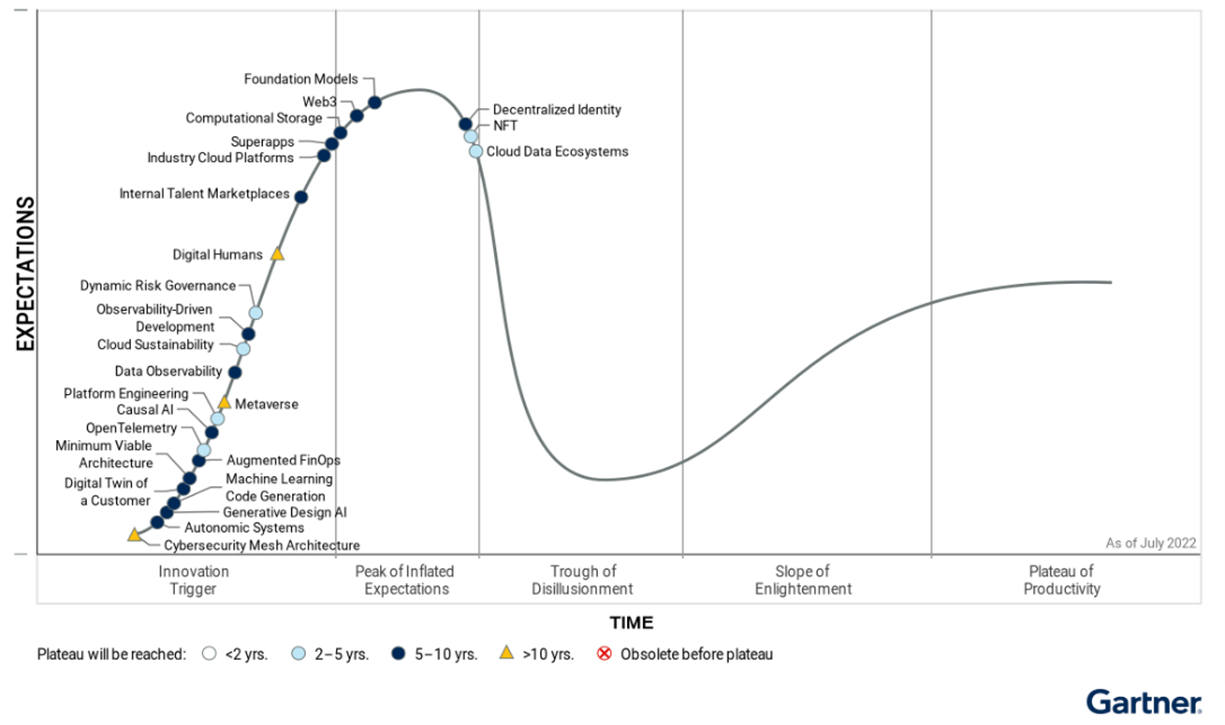 Foundation Models
Web3
Computational Storage
Superapps
Industry Cloud Platforms
Internal Talent Marketplaces
Digital Humans
Dynamic Risk Governance
Observability-Driven
Development
Cloud Sustainability
Data Observability
Platform Engineering
Causal AI
OpenTelemetry
Minimum Viable
Architecture
Digital Twin of
a Customer
Metaverse
Augmented FinOps
Machine Learning
Code Generation
Generative Design AI
Autonomic Systems
Cybersecurity Mesh Architecture
Decentralized Identity
NFT
Cloud Data Ecosystems
EXPECTATIONS
As of July 2022
Innovation
Trigger
Peak of Inflated
Expectations
Trough of
Disillusionment
Slope of
Enlightenment
Plateau of
Productivity
TIME
Plateau will be reached: <2 yrs. 2–5 yrs. 5–10 yrs. >10 yrs. Obsolete before plateau
Gartner